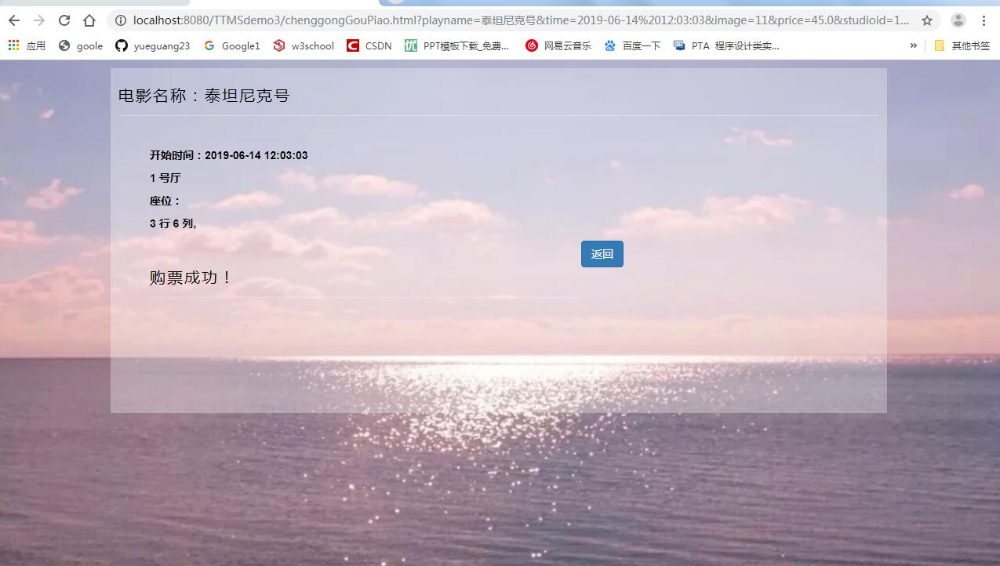 localhost:8080/TTMSdemo3/chenggongGouPiao.html?playname=泰坦尼克号&time=2019-06-14%2012:03:03&image=11&price=45.0&studioid=1...
应用 goole yueguang23 Google1 w3school CSDN PPT模板下载_免费... 网易云音乐 百度一下 PTA 程序设计类实... » 其他书签
电影名称：泰坦尼克号
开始时间：2019-06-14 12:03:03
1 号厅
座位：
3 行 6 列,
返回
购票成功！